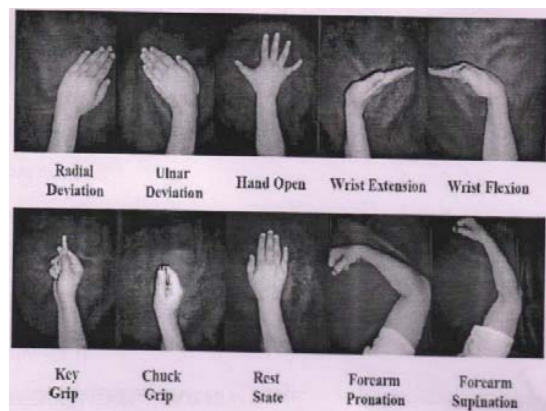 Radial Deviation
Ulnar Deviation
Hand Open
Wrist Extension
Wrist Flexion
Key Grip
Chuck Grip
Rest State
Forearm Pronation
Forearm Supination